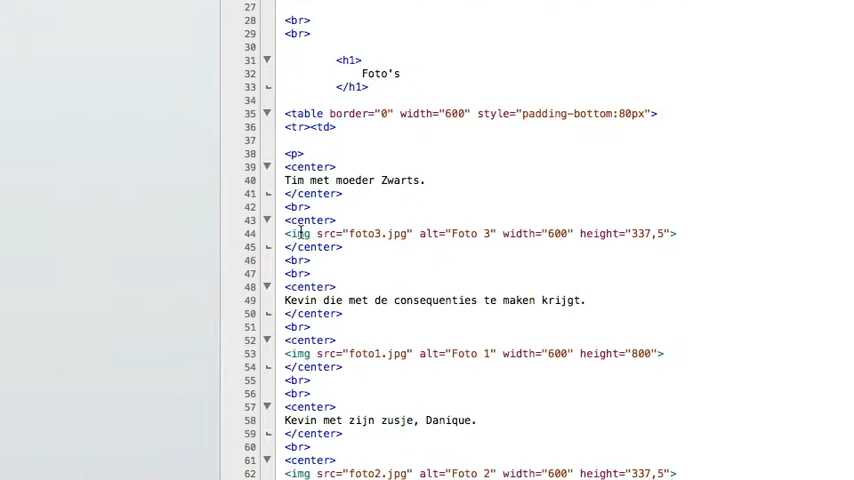 27
28 <br>
29 <br>
30
31 <h1>
32 Foto's
33 </h1>
34
35 <table border="0" width="600" style="padding-bottom:80px">
36 <tr><td>
37
38 <p>
39 <center>
40 Tim met moeder Zwarts.
41 </center>
42 <br>
43 <center>
44 <img src="foto3.jpg" alt="Foto 3" width="600" height="337,5">
45 </center>
46 <br>
47 <br>
48 <center>
49 Kevin die met de consequenties te maken krijgt.
50 </center>
51 <br>
52 <center>
53 <img src="foto1.jpg" alt="Foto 1" width="600" height="800">
54 </center>
55 <br>
56 <br>
57 <center>
58 Kevin met zijn zusje, Danique.
59 </center>
60 <br>
61 <center>
62 <img src="foto2.jpg" alt="Foto 2" width="600" height="337,5">